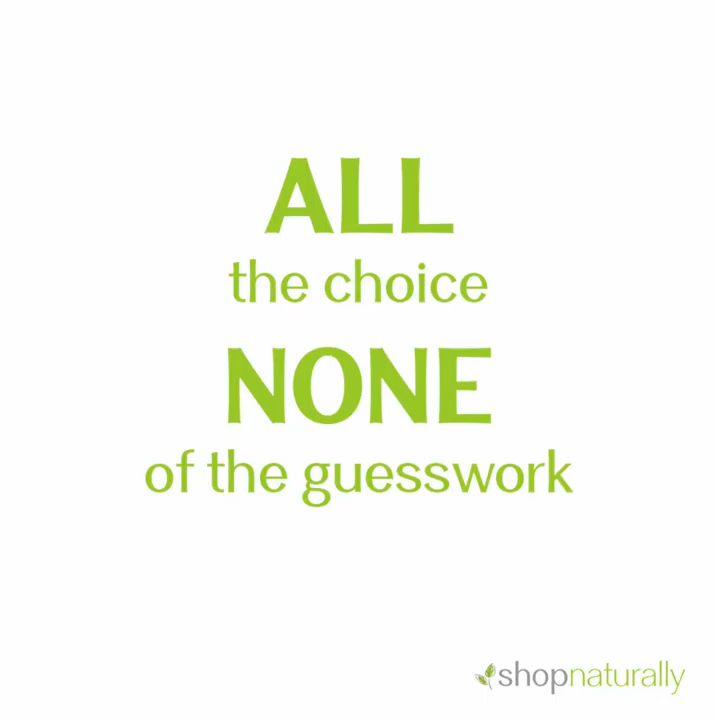 ALL
the choice
NONE
of the guesswork
shopnaturally